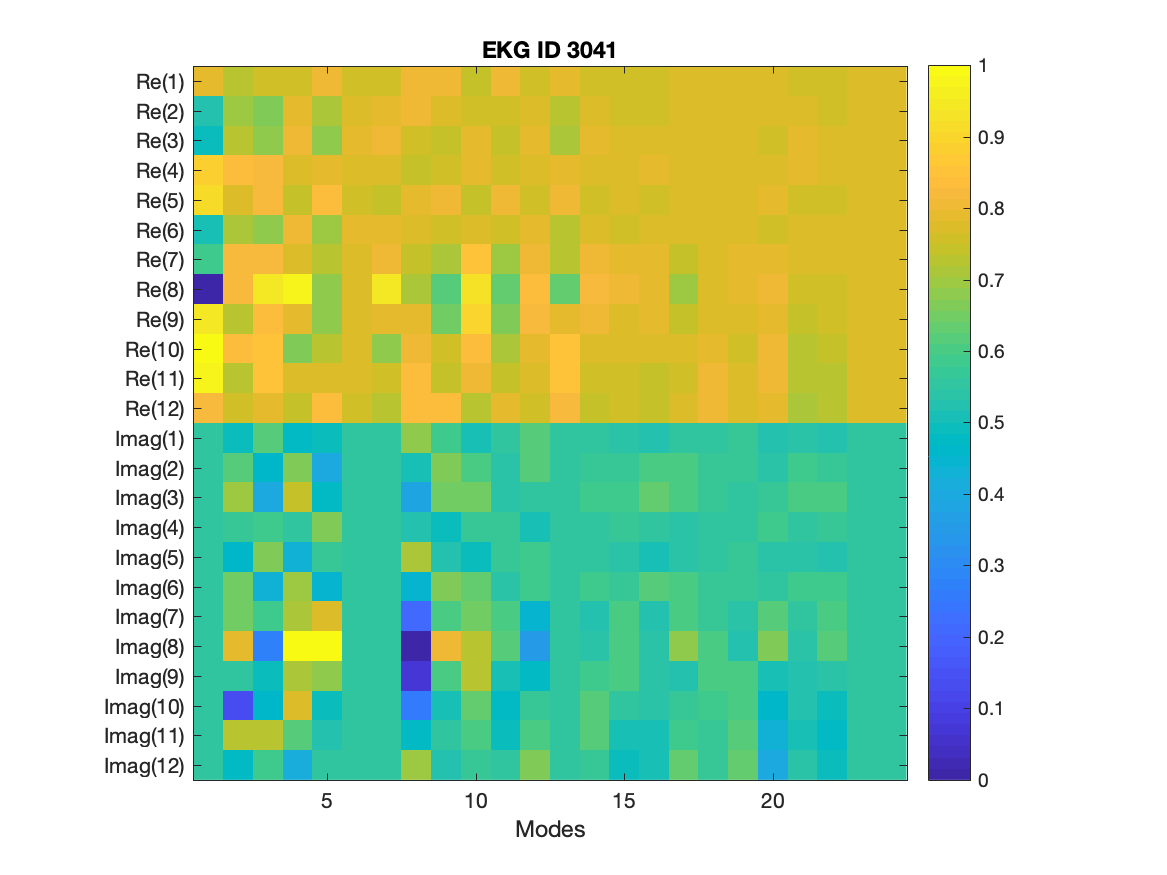 EKG ID 3041
Re(1)
Re(2)
Re(3)
Re(4)
Re(5)
Re(6)
Re(7)
Re(8)
Re(9)
Re(10)
Re(11)
Re(12)
Imag(1)
Imag(2)
Imag(3)
Imag(4)
Imag(5)
Imag(6)
Imag(7)
Imag(8)
Imag(9)
Imag(10)
Imag(11)
Imag(12)
5 10 15 20
Modes
1
0.9
0.8
0.7
0.6
0.5
0.4
0.3
0.2
0.1
0